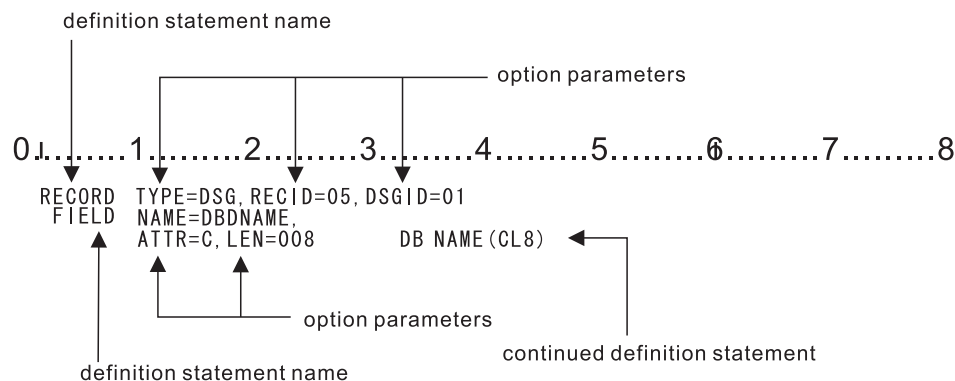 definition statement name
option parameters
0 ı........1.........2.........3.........4.........5.........6.........7.........8
RECORD TYPE=DSG,RECID=05,DSGID=01
FIELD NAME=DBDNAME,
ATTR=C,LEN=008 DB NAME(CL8)
option parameters
continued definition statement
definition statement name